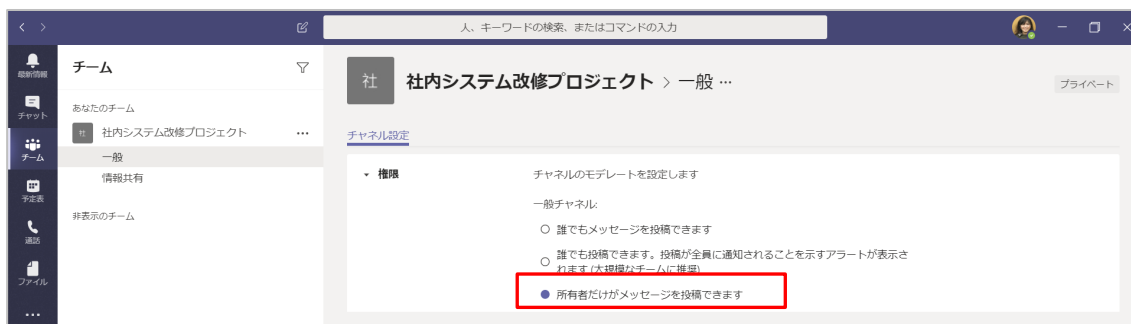 人、キーワードの検索、またはコマンドの入力
最新情報
チャット
チーム
予定表
通話
ファイル
チーム
あなたのチーム
社 社内システム改修プロジェクト ...
一般
情報共有
非表示のチーム
社 社内システム改修プロジェクト > 一般 ...
プライベート
チャネル設定
権限
チャネルのモデレートを設定します
一般チャネル:
誰でもメッセージを投稿できます
誰でも投稿できます。投稿が全員に通知されることを示すアラートが表示さ
れます (大規模なチームに推奨)
所有者だけがメッセージを投稿できます